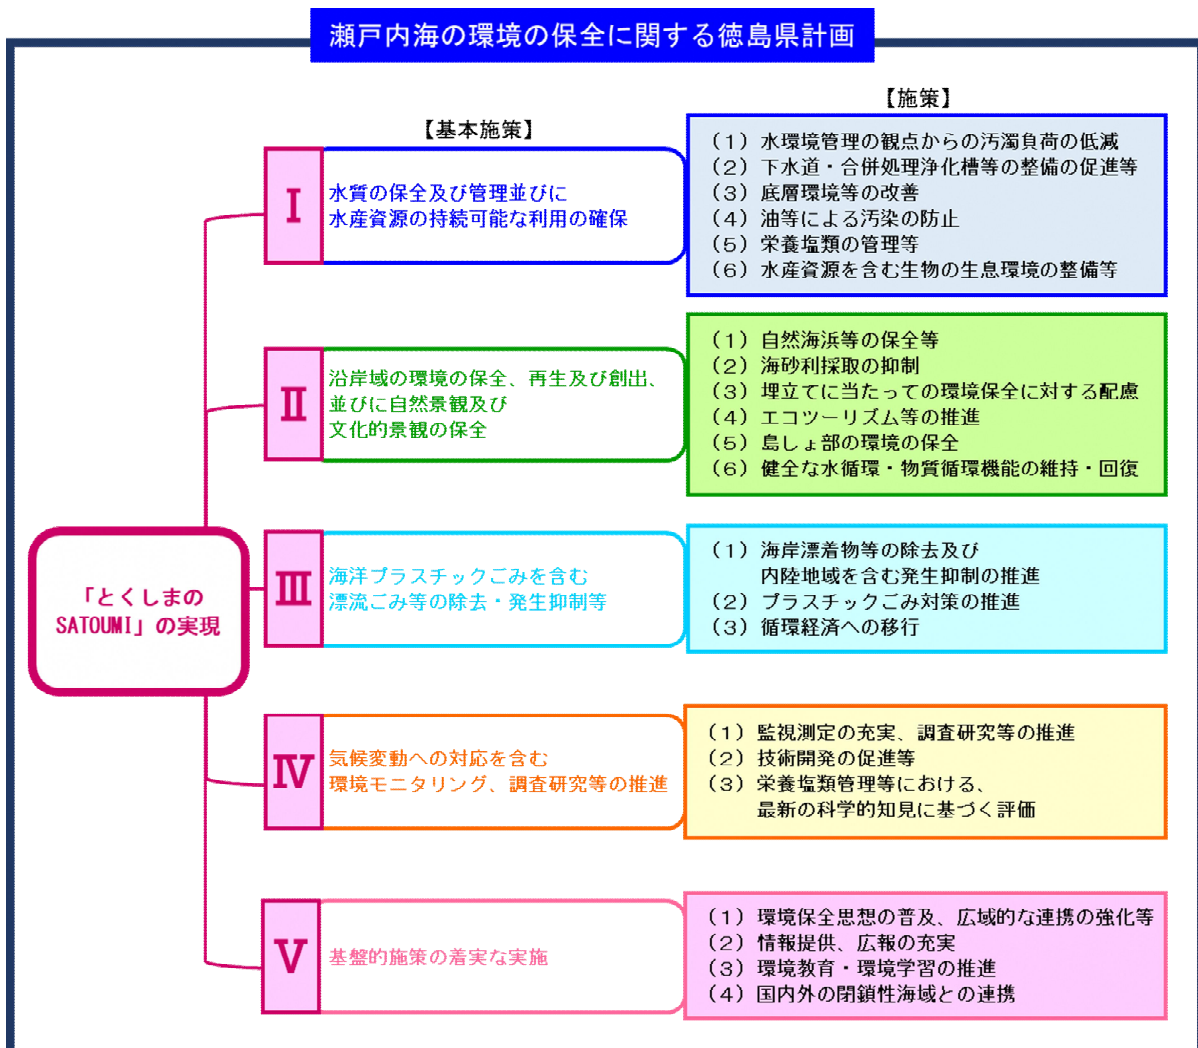 瀬戸内海の環境の保全に関する徳島県計画
【基本施策】
【施策】
「とくしまの
SATOUMI」の実現
Ⅰ
水質の保全及び管理並びに
水産資源の持続可能な利用の確保
(1) 水環境管理の観点からの汚濁負荷の低減
(2) 下水道・合併処理浄化槽等の整備の促進等
(3) 底層環境等の改善
(4) 油等による汚染の防止
(5) 栄養塩類の管理等
(6) 水産資源を含む生物の生息環境の整備等
Ⅱ
沿岸域の環境の保全、再生及び創出、
並びに自然景観及び
文化的景観の保全
(1) 自然海浜等の保全等
(2) 海砂利採取の抑制
(3) 埋立てに当たっての環境保全に対する配慮
(4) エコツーリズム等の推進
(5) 島しょ部の環境の保全
(6) 健全な水循環・物質循環機能の維持・回復
Ⅲ
海洋プラスチックごみを含む
漂流ごみ等の除去・発生抑制等
(1) 海岸漂着物等の除去及び
内陸地域を含む発生抑制の推進
(2) プラスチックごみ対策の推進
(3) 循環経済への移行
Ⅳ
気候変動への対応を含む
環境モニタリング、調査研究等の推進
(1) 監視測定の充実、調査研究等の推進
(2) 技術開発の促進等
(3) 栄養塩類管理等における、
最新の科学的知見に基づく評価
Ⅴ
基盤的施策の着実な実施
(1) 環境保全思想の普及、広域的な連携の強化等
(2) 情報提供、広報の充実
(3) 環境教育・環境学習の推進
(4) 国内外の閉鎖性海域との連携